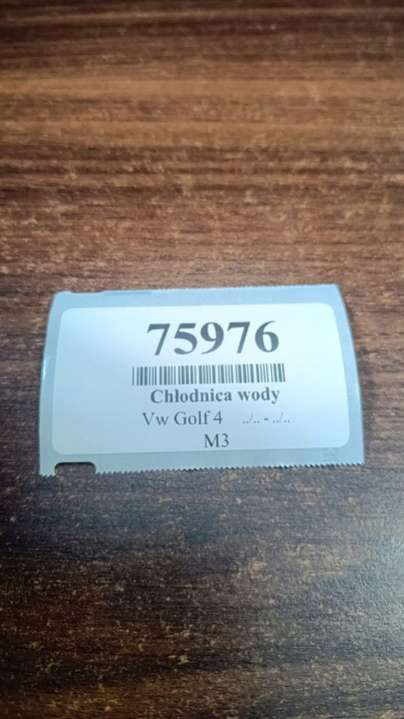 75976
Chłodnica wody
Vw Golf 4 ../.. - ../..
M3